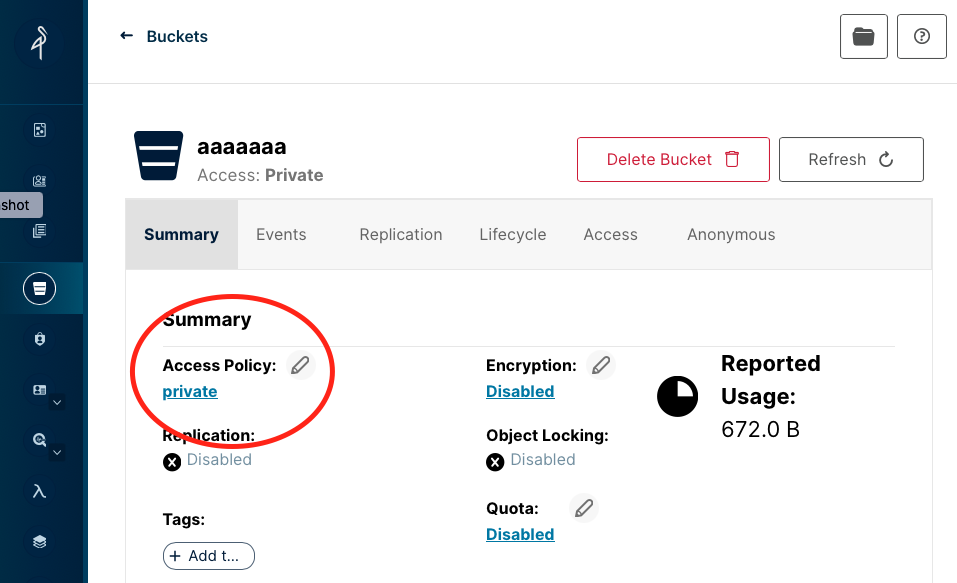 ← Buckets
aaaaaaa
Access: Private
Delete Bucket
Refresh
shot
Summary
Events
Replication
Lifecycle
Access
Anonymous
Summary
Access Policy:
private
Encryption:
Disabled
Reported
Usage:
672.0 B
Replication:
Disabled
Object Locking:
Disabled
Tags:
+ Add t...
Quota:
Disabled